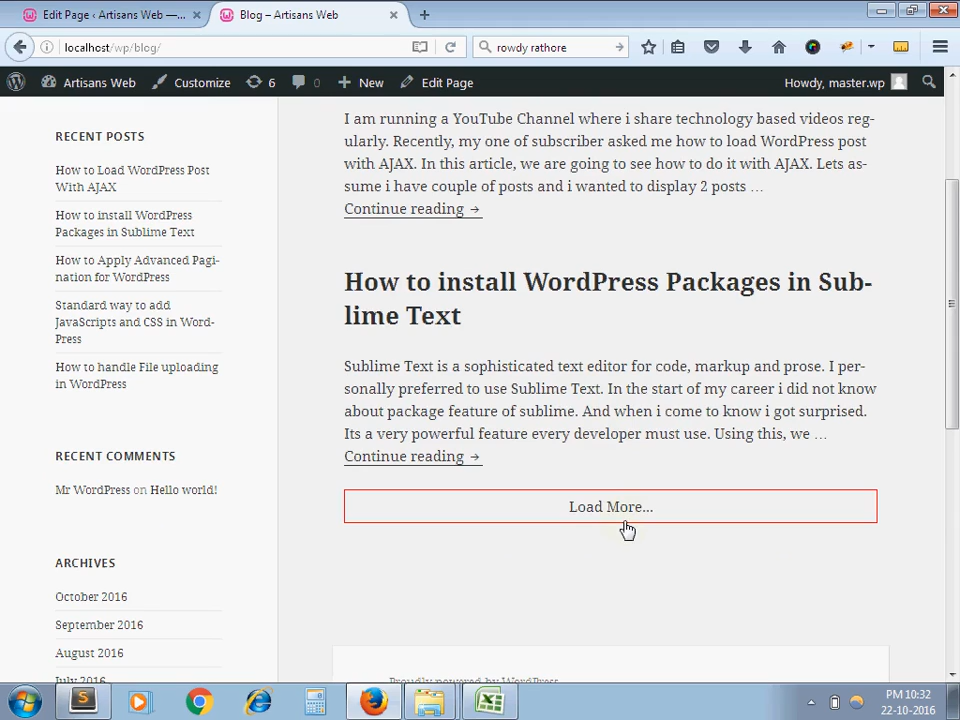 Edit Page ‹ Artisans Web —...
Blog – Artisans Web
localhost/wp/blog/
rowdy rathore
Artisans Web
Customize
6
0
New
Edit Page
Howdy, master.wp
RECENT POSTS
How to Load WordPress Post
With AJAX
How to install WordPress
Packages in Sublime Text
How to Apply Advanced Pagi-
nation for WordPress
Standard way to add
JavaScripts and CSS in Word-
Press
How to handle File uploading
in WordPress
RECENT COMMENTS
Mr WordPress on Hello world!
ARCHIVES
October 2016
September 2016
August 2016
July 2016
I am running a YouTube Channel where i share technology based videos reg-
ularly. Recently, my one of subscriber asked me how to load WordPress post
with AJAX. In this article, we are going to see how to do it with AJAX. Lets as-
sume i have couple of posts and i wanted to display 2 posts …
Continue reading →
How to install WordPress Packages in Sub-
lime Text
Sublime Text is a sophisticated text editor for code, markup and prose. I per-
sonally preferred to use Sublime Text. In the start of my career i did not know
about package feature of sublime. And when i come to know i got surprised.
Its a very powerful feature every developer must use. Using this, we …
Continue reading →
Load More...
Proudly powered by WordPress
PM 10:32
22-10-2016